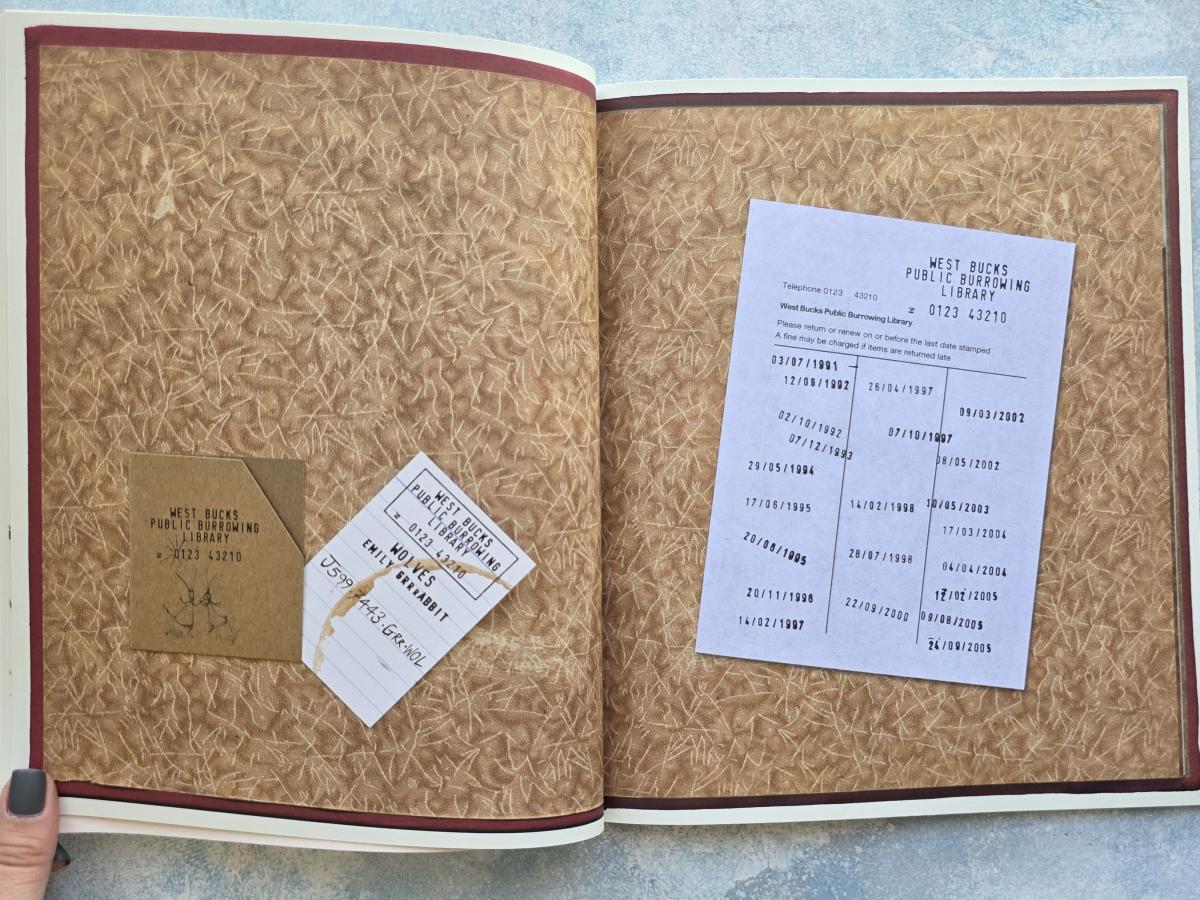 WEST BUCKS
PUBLIC BURROWING
LIBRARY
0123 43210
WEST BUCKS
PUBLIC BURROWING
LIBRARY
0123 43210
WOLVES
EMILY GRRRABBIT
J599.7443.GRR.WOL
WEST BUCKS
PUBLIC BURROWING
LIBRARY
0123 43210
Telephone 0123 43210
West Bucks Public Burrowing Library
Please return or renew on or before the last date stamped
A fine may be charged if items are returned late
03/07/1991
12/08/1992
02/10/1992
07/12/1993
29/05/1994
17/06/1995
20/08/1995
20/11/1996
14/02/1997
26/04/1997
07/10/1997
14/02/1998
28/07/1998
22/09/2000
09/03/2002
08/05/2002
10/05/2003
17/03/2004
04/04/2004
12/02/2005
09/08/2005
24/09/2005